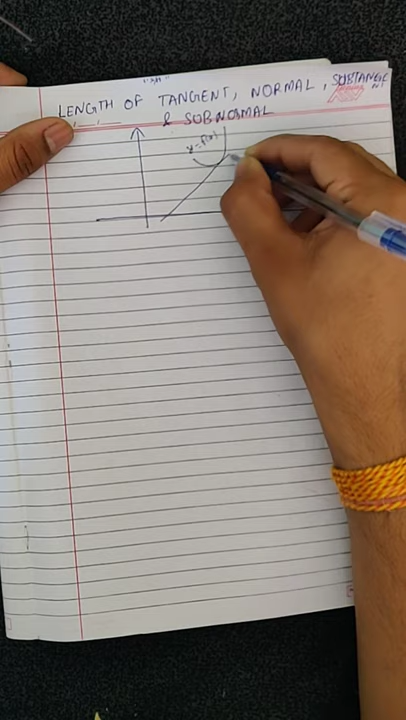 LENGTH OF TANGENT, NORMAL, SUBTANGENT
& SUBNORMAL
y = f(x)